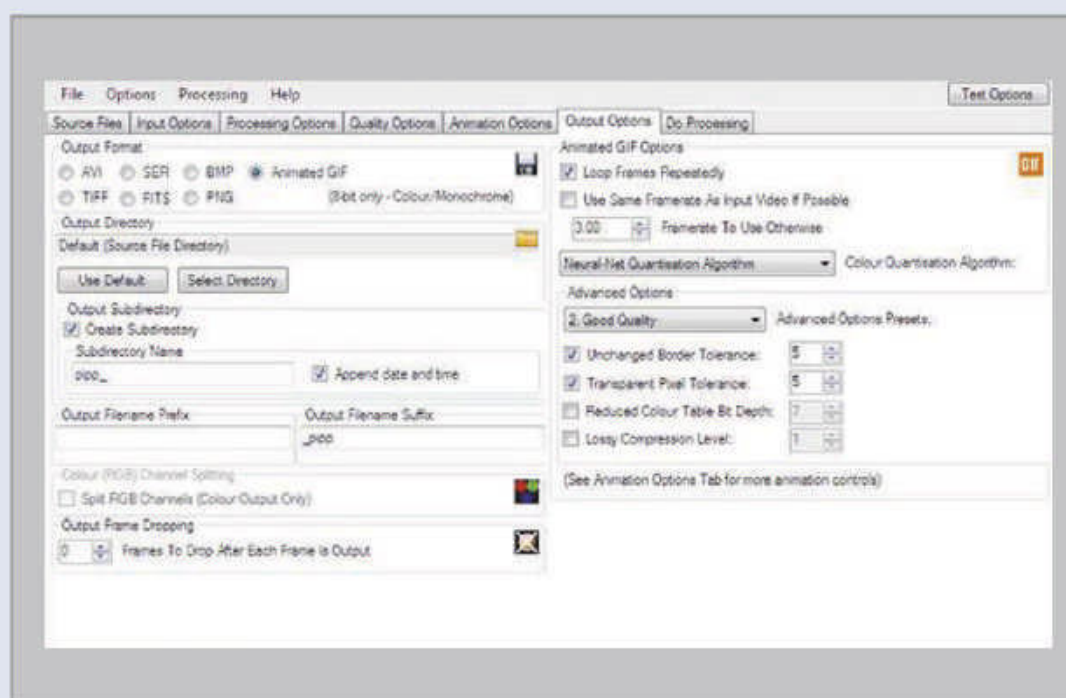 File Options Processing Help
Test Options
Source Files Input Options Processing Options Quality Options Animation Options Output Options Do Processing
Output Format
AVI SER BMP Animated GIF
TIFF FITS PNG (8-bit only - Colour/Monochrome)
Output Directory
Default (Source File Directory)
Use Default Select Directory
Output Subdirectory
Create Subdirectory
Subdirectory Name
pipp_ Append date and time
Output Filename Prefix Output Filename Suffix
_pipp
Colour (RGB) Channel Splitting
Split RGB Channels (Colour Output Only)
Output Frame Dropping
0 Frames To Drop After Each Frame is Output
Animated GIF Options
GIF
Loop Frames Repeatedly
Use Same Framerate As Input Video If Possible
3.00 Framerate To Use Otherwise
Neural-Net Quantisation Algorithm Colour Quantisation Algorithm:
Advanced Options
2. Good Quality Advanced Options Presets:
Unchanged Border Tolerance: 5
Transparent Pixel Tolerance: 5
Reduced Colour Table Bit Depth: 7
Lossy Compression Level: 1
(See Animation Options Tab for more animation controls)